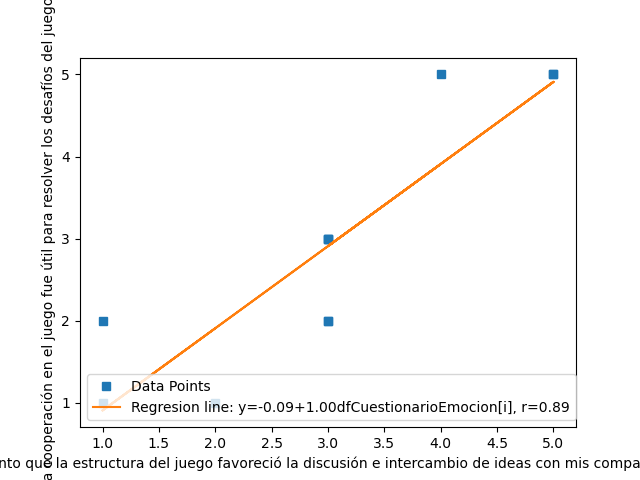 a cooperación en el juego fue útil para resolver los desafíos del juego
5
4
3
2
1
Data Points
Regresion line: y=-0.09+1.00dfCuestionarioEmocion[i], r=0.89
1.0 1.5 2.0 2.5 3.0 3.5 4.0 4.5 5.0
nto que la estructura del juego favoreció la discusión e intercambio de ideas con mis compa